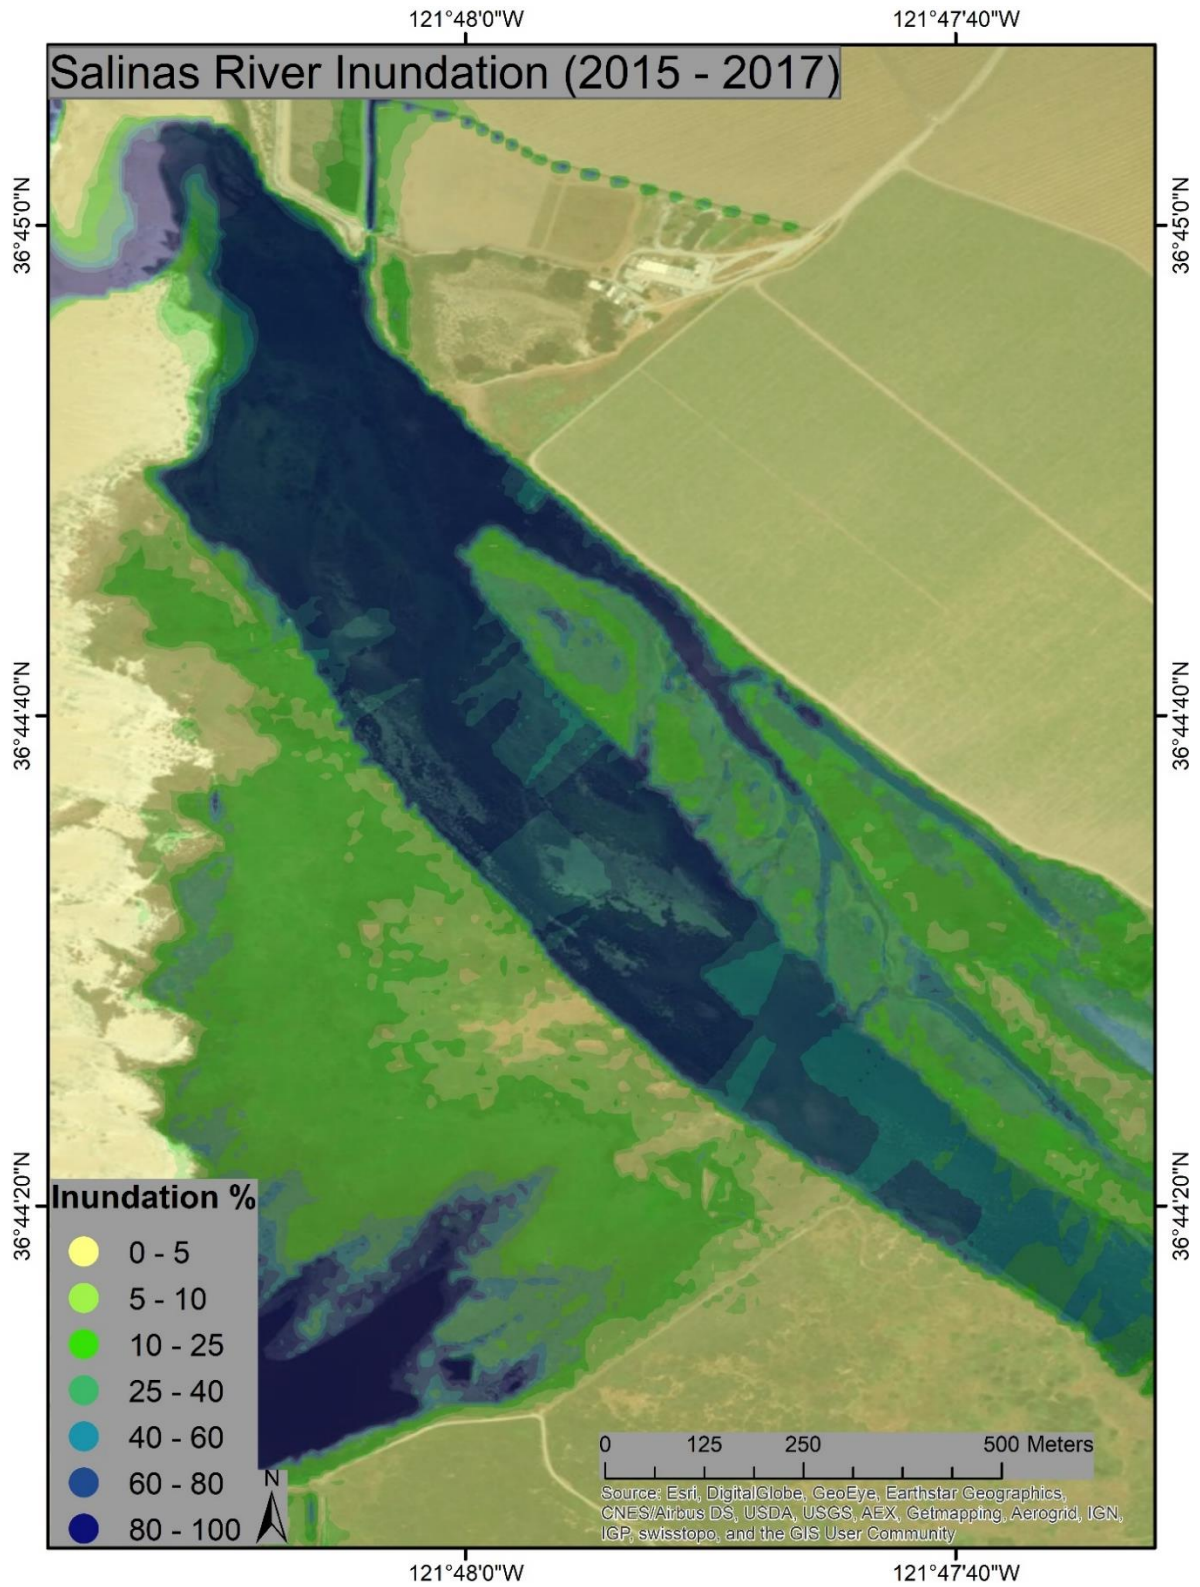 121°48'0"W
121°47'40"W
Salinas River Inundation (2015 - 2017)
36°45'0"N
36°45'0"N
36°44'40"N
36°44'40"N
36°44'20"N
36°44'20"N
Inundation %
0 - 5
5 - 10
10 - 25
25 - 40
40 - 60
60 - 80
80 - 100
N
0 125 250 500 Meters
Source: Esri, DigitalGlobe, GeoEye, Earthstar Geographics,
CNES/Airbus DS, USDA, USGS, AEX, Getmapping, Aerogrid, IGN,
IGP, swisstopo, and the GIS User Community
121°48'0"W
121°47'40"W